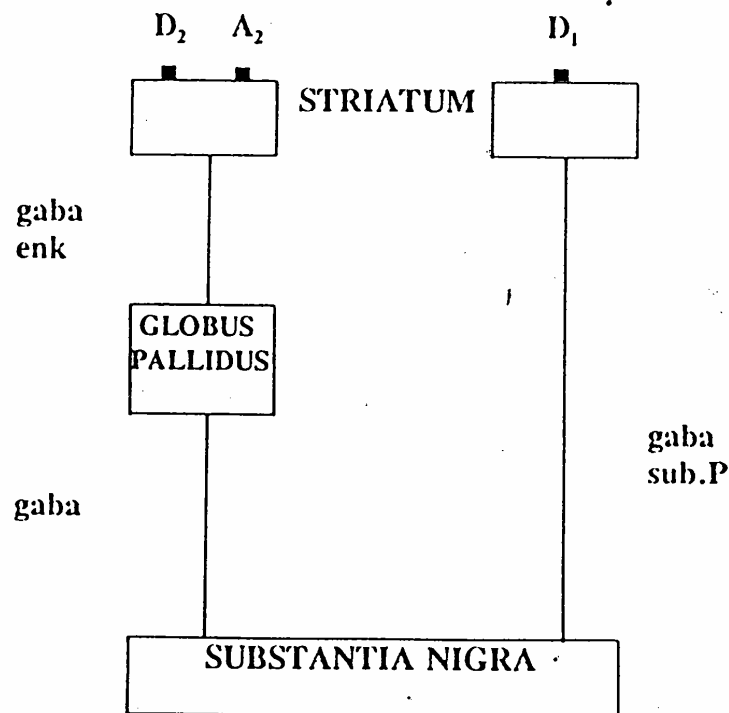 D₂ A₂ D₁
STRIATUM
gaba
enk
GLOBUS
PALLIDUS
gaba
sub.P
gaba
SUBSTANTIA NIGRA